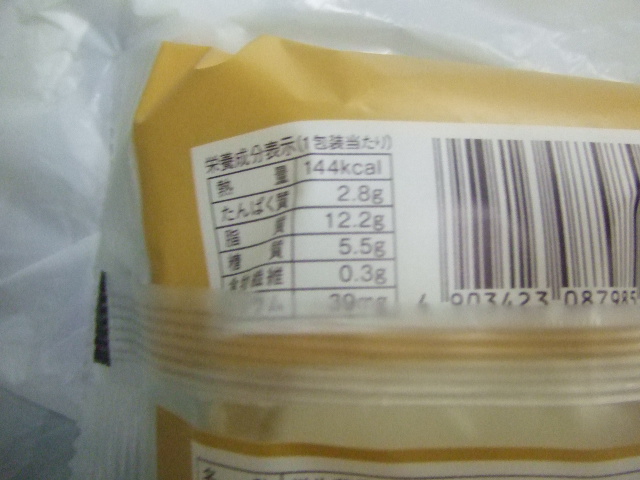 栄養成分表示(1包装当たり)
熱量 144kcal
たんぱく質 2.8g
脂質 12.2g
糖質 5.5g
食物繊維 0.3g
39mg
4 903423 087985